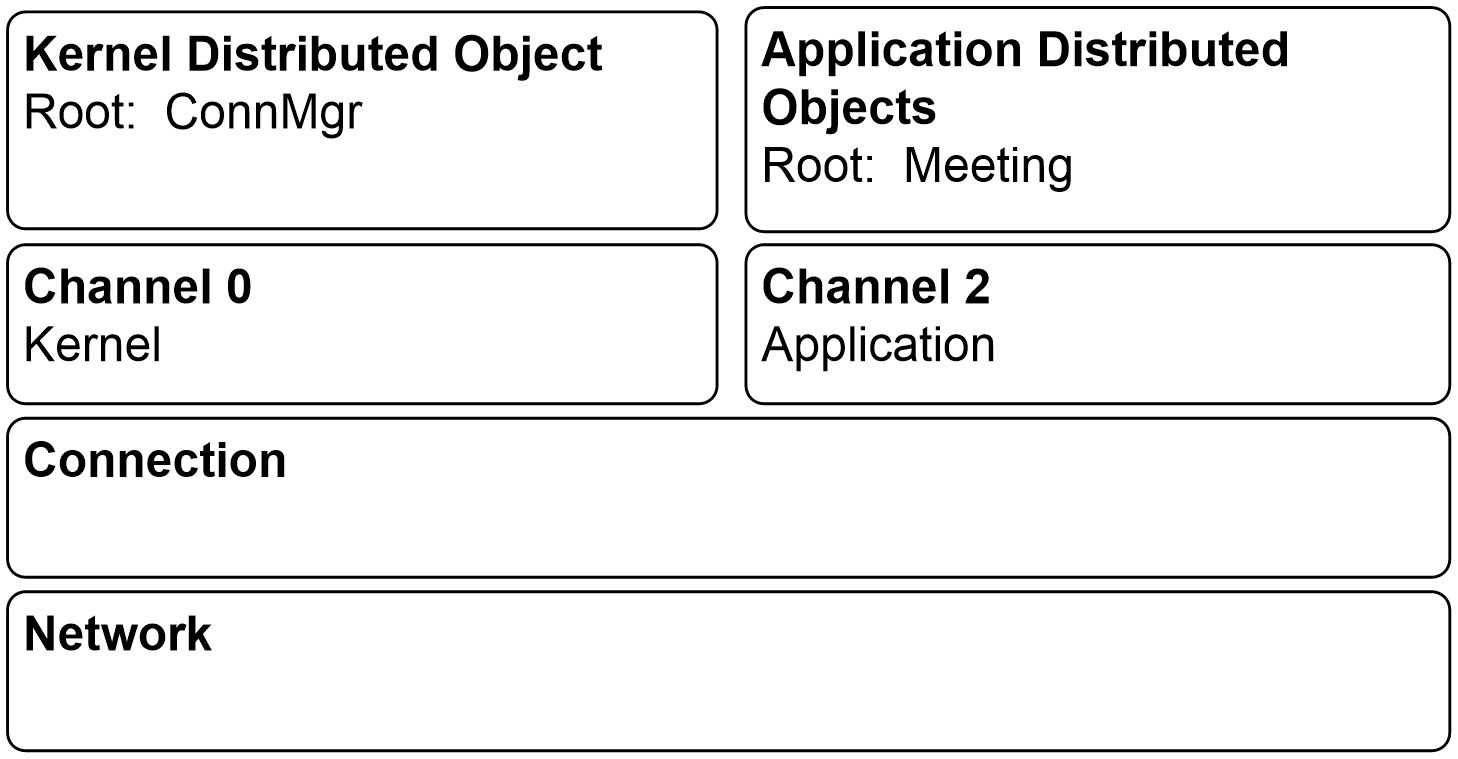 Kernel Distributed Object
Root:  ConnMgr
Application Distributed
Objects
Root:  Meeting
Channel 0
Kernel
Channel 2
Application
Connection
Network